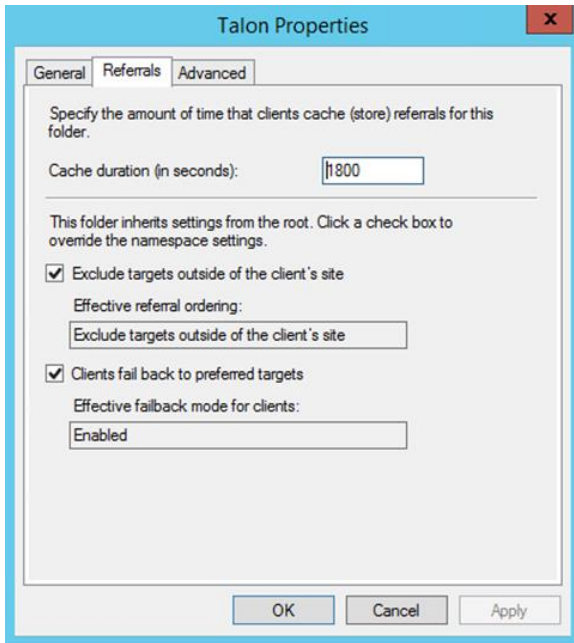 Talon Properties
x
General Referrals Advanced
Specify the amount of time that clients cache (store) referrals for this
folder.
Cache duration (in seconds): 1800
This folder inherits settings from the root. Click a check box to
override the namespace settings.
Exclude targets outside of the client's site
Effective referral ordering:
Exclude targets outside of the client's site
Clients fail back to preferred targets
Effective failback mode for clients:
Enabled
OK Cancel Apply